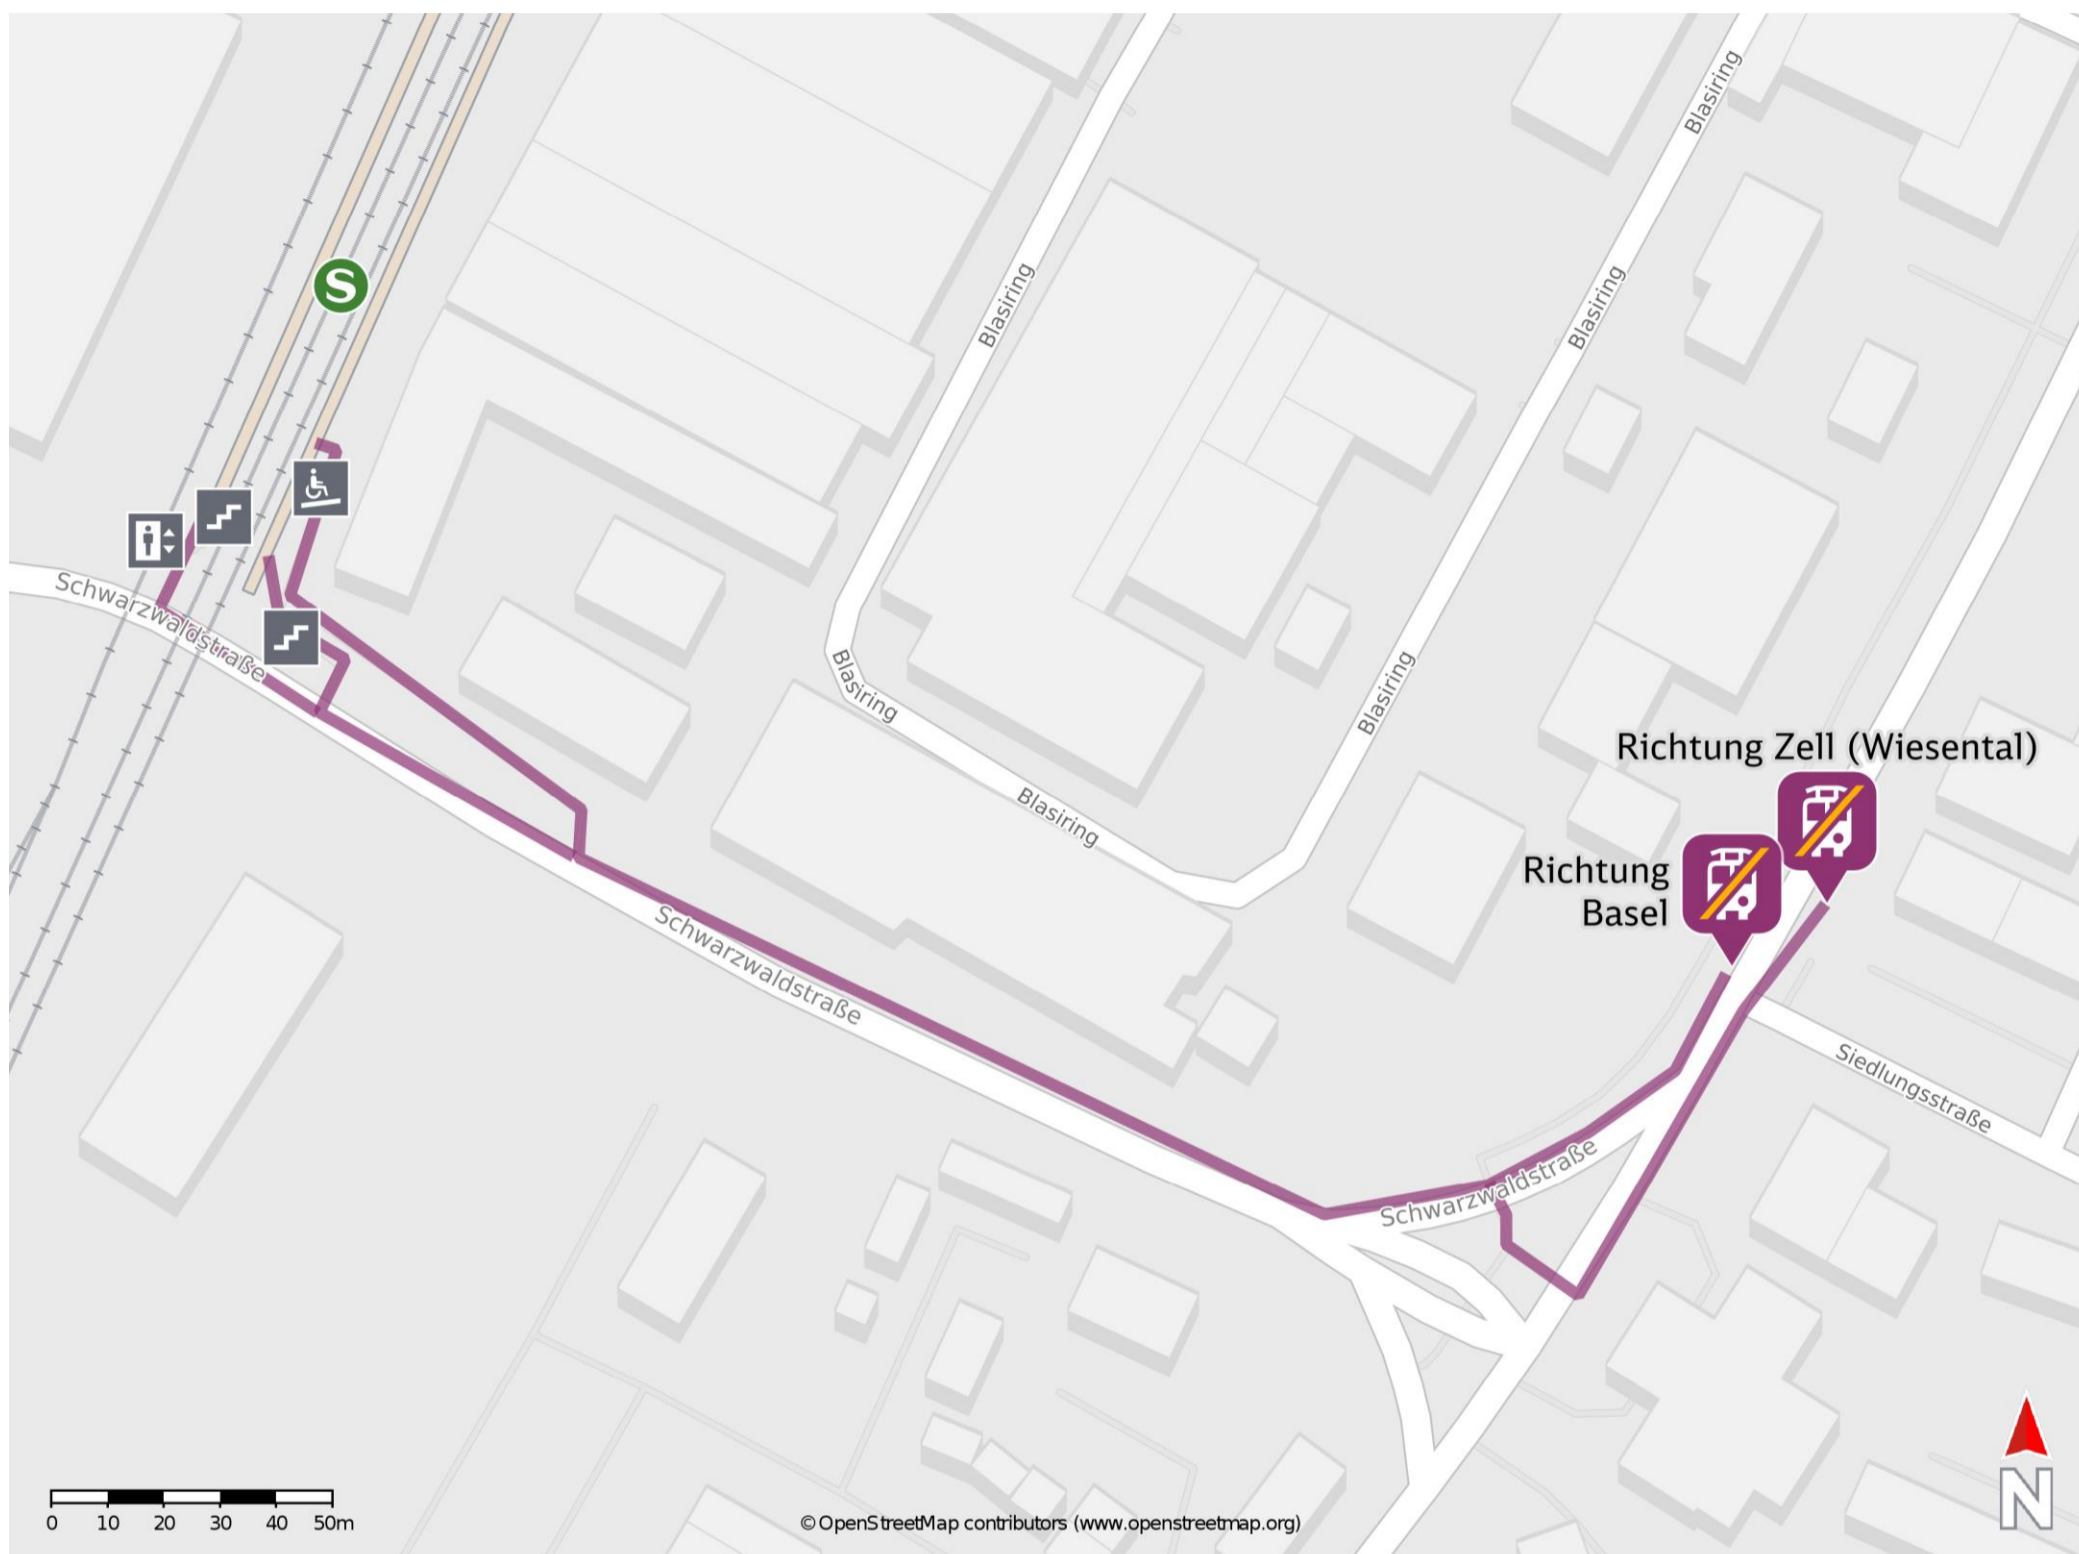 Blasiring
S
Blasiring
Blasiring
Schwarzwaldstraße
Blasiring
Blasiring
Richtung Zell (Wiesental)
Blasiring
Richtung
Basel
Schwarzwaldstraße
Siedlungsstraße
Schwarzwaldstraße
N
0 10 20 30 40 50m
© OpenStreetMap contributors (www.openstreetmap.org)